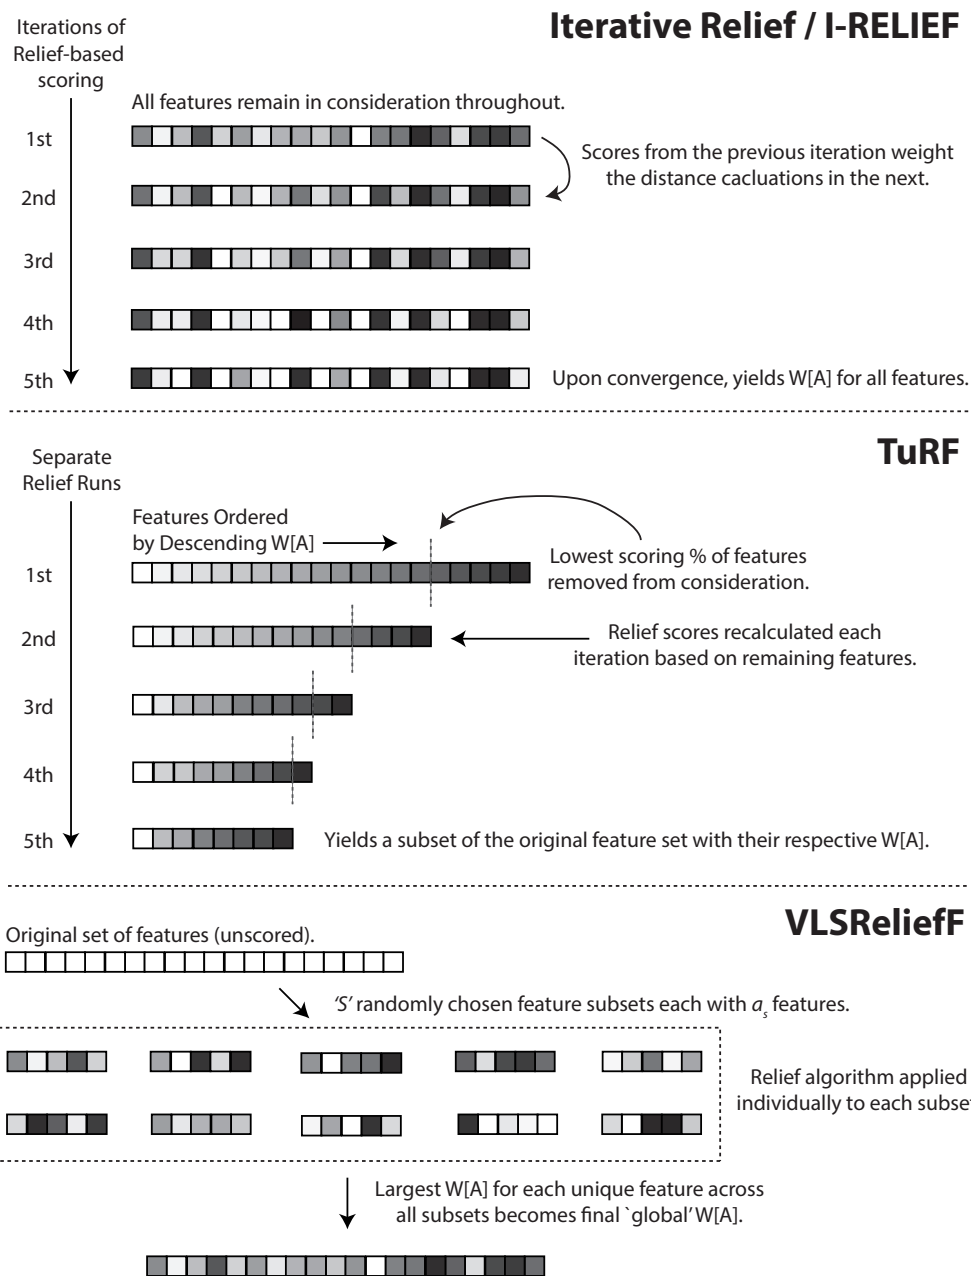 Iterative Relief / I-RELIEF
Iterations of
Relief-based
scoring
All features remain in consideration throughout.
1st
Scores from the previous iteration weight
the distance cacluations in the next.
2nd
3rd
4th
5th
Upon convergence, yields W[A] for all features.
TuRF
Separate
Relief Runs
Features Ordered
by Descending W[A]
Lowest scoring % of features
removed from consideration.
1st
2nd
Relief scores recalculated each
iteration based on remaining features.
3rd
4th
5th
Yields a subset of the original feature set with their respective W[A].
VLSReliefF
Original set of features (unscored).
'S' randomly chosen feature subsets each with as features.
Relief algorithm applied
individually to each subset
Largest W[A] for each unique feature across
all subsets becomes final `global' W[A].